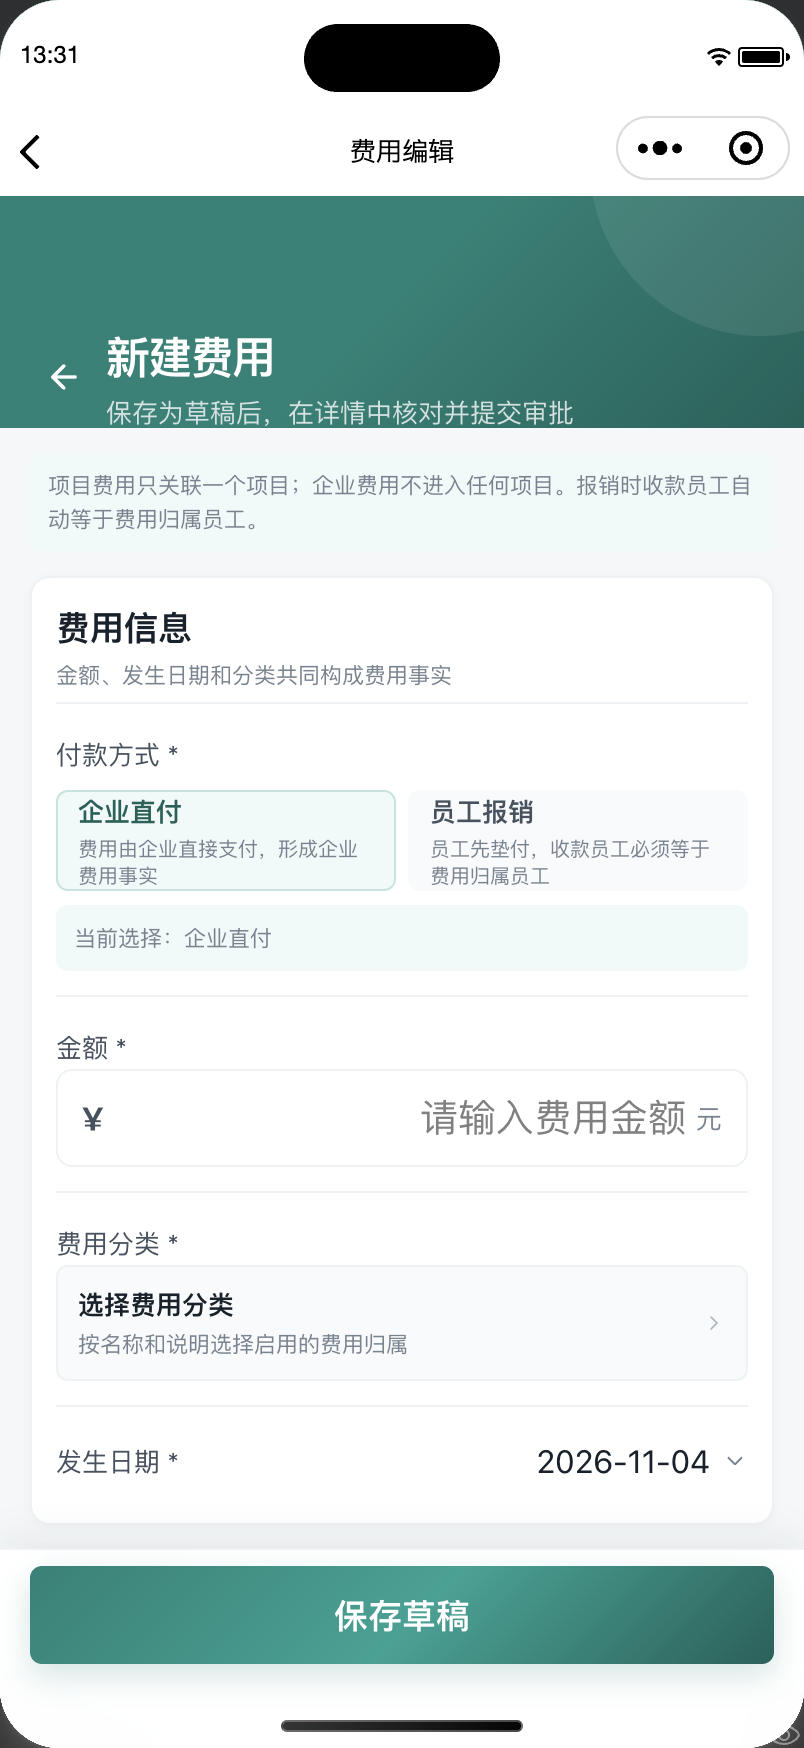 13:31
费用编辑
新建费用
保存为草稿后，在详情中核对并提交审批
项目费用只关联一个项目；企业费用不进入任何项目。报销时收款员工自
动等于费用归属员工。
费用信息
金额、发生日期和分类共同构成费用事实
付款方式 *
企业直付
费用由企业直接支付，形成企业
费用事实
员工报销
员工先垫付，收款员工必须等于
费用归属员工
当前选择：企业直付
金额 *
¥ 请输入费用金额 元
费用分类 *
选择费用分类
按名称和说明选择启用的费用归属
发生日期 * 2026-11-04
保存草稿